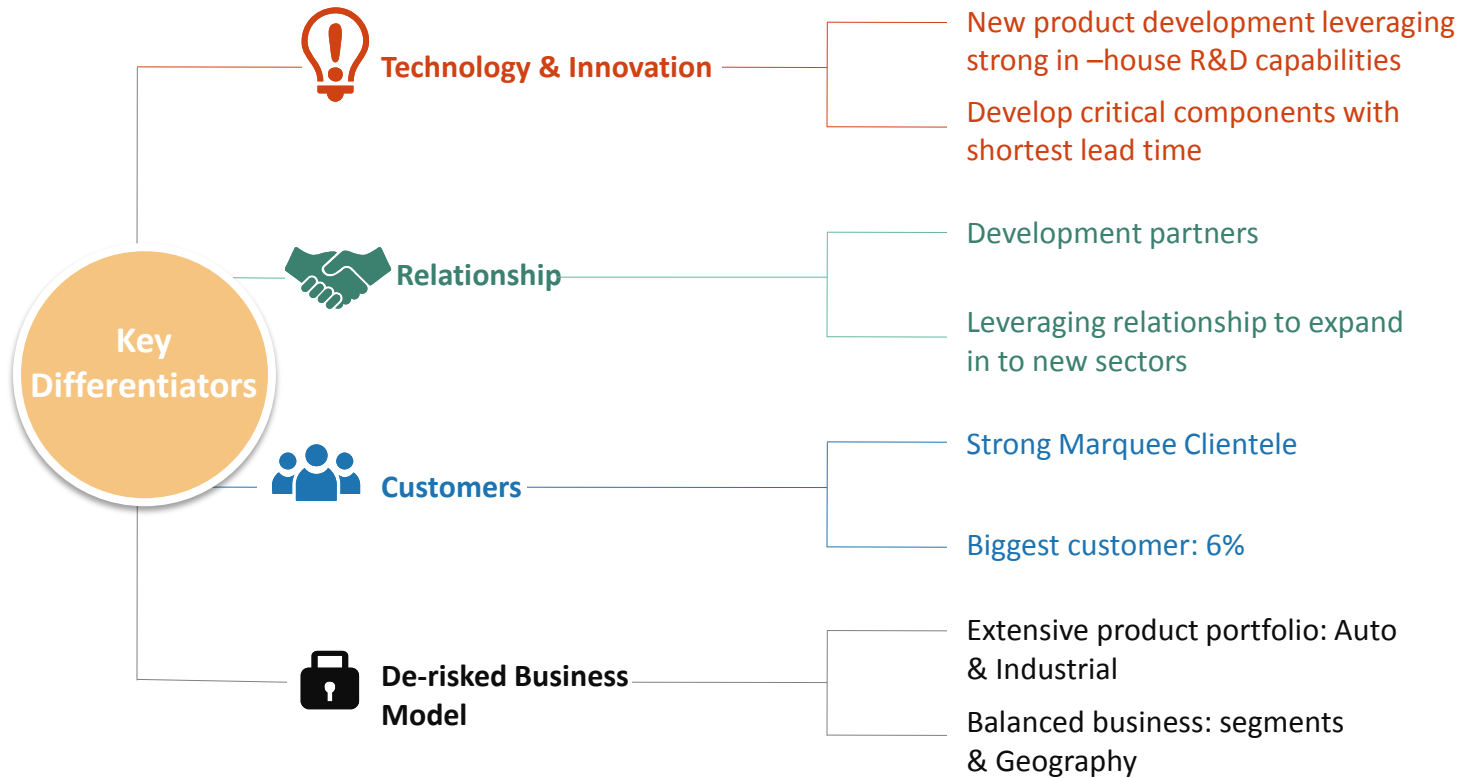 Key
Differentiators
Technology & Innovation
New product development leveraging
strong in –house R&D capabilities
Develop critical components with
shortest lead time
Relationship
Development partners
Leveraging relationship to expand
in to new sectors
Customers
Strong Marquee Clientele
Biggest customer: 6%
De-risked Business
Model
Extensive product portfolio: Auto
& Industrial
Balanced business: segments
& Geography